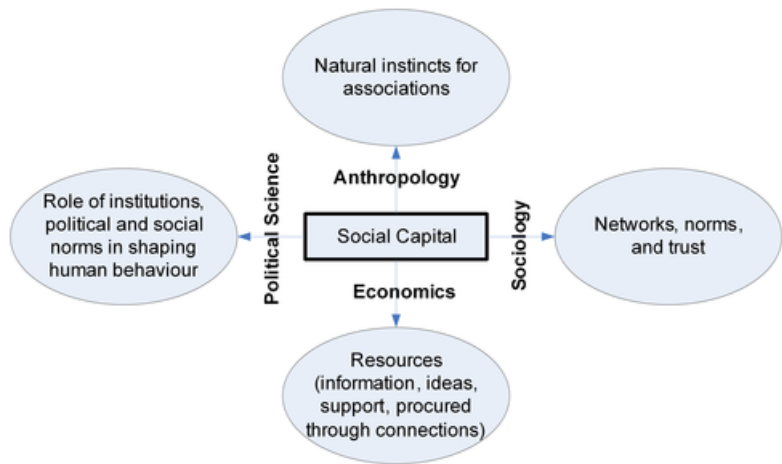 Natural instincts for
associations
Anthropology
Political Science
Role of institutions,
political and social
norms in shaping
human behaviour
Social Capital
Sociology
Networks, norms,
and trust
Economics
Resources
(information, ideas,
support, procured
through connections)